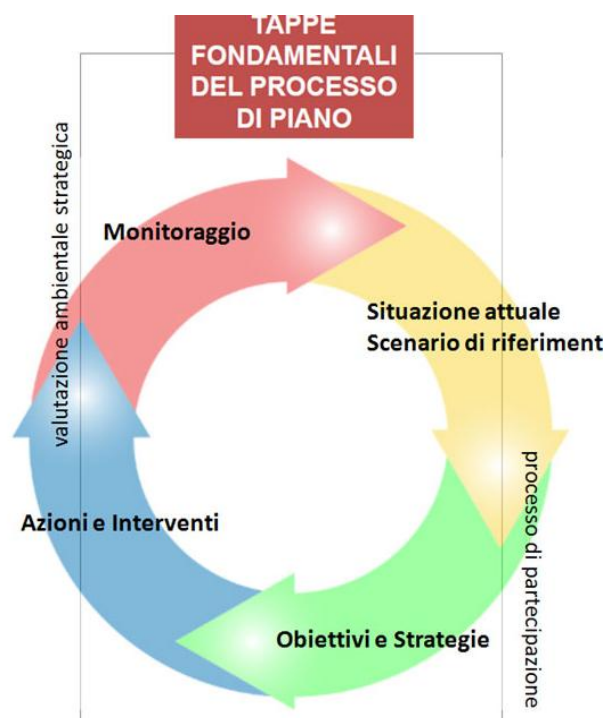 TAPPE
FONDAMENTALI
DEL PROCESSO
DI PIANO
valutazione ambientale strategica
Monitoraggio
Situazione attuale
Scenario di riferiment
processo di partecipazione
Azioni e Interventi
Obiettivi e Strategie